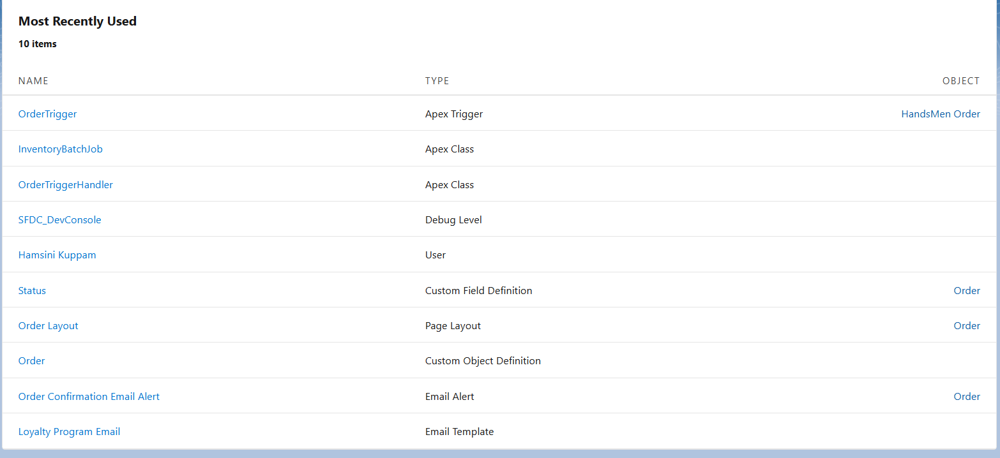 Most Recently Used
10 items
NAME TYPE OBJECT
OrderTrigger Apex Trigger HandsMen Order
InventoryBatchJob Apex Class
OrderTriggerHandler Apex Class
SFDC_DevConsole Debug Level
Hamsini Kuppam User
Status Custom Field Definition Order
Order Layout Page Layout Order
Order Custom Object Definition
Order Confirmation Email Alert Email Alert Order
Loyalty Program Email Email Template